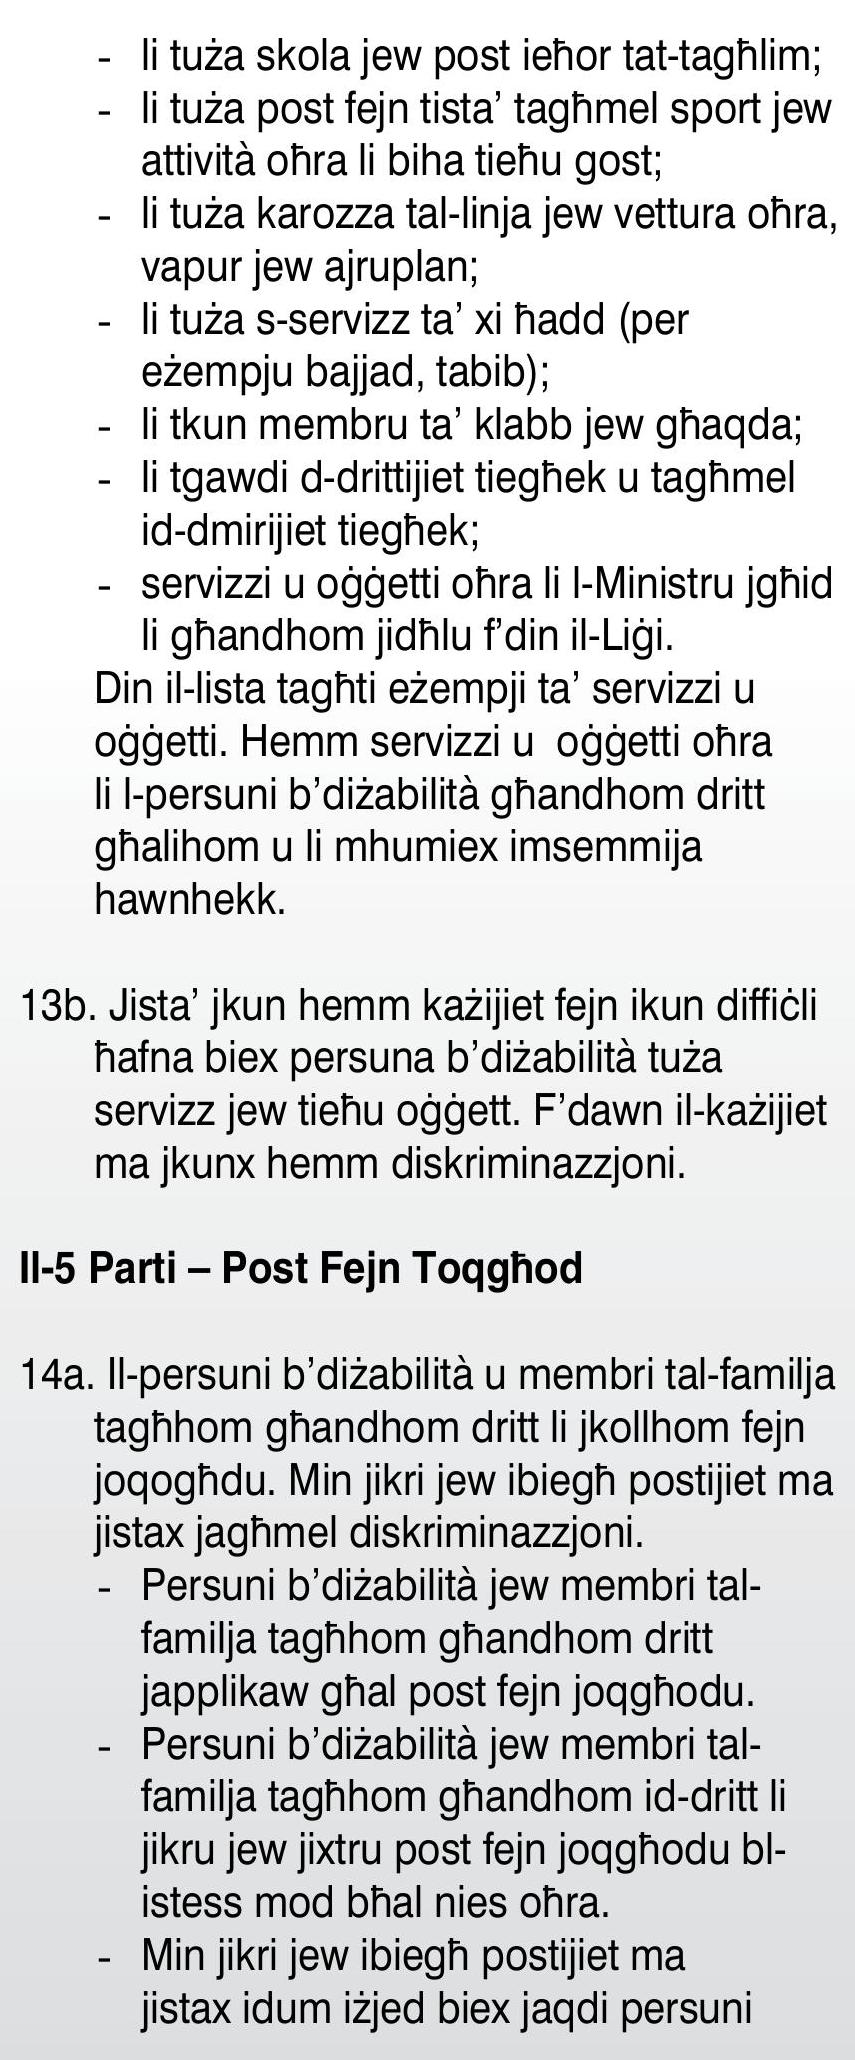 - li tuża skola jew post ieħor tat-tagħlim;
- li tuża post fejn tista’ tagħmel sport jew
attività oħra li biha tieħu gost;
- li tuża karozza tal-linja jew vettura oħra,
vapur jew ajruplan;
- li tuża s-servizz ta’ xi ħadd (per
eżempju bajjad, tabib);
- li tkun membru ta’ klabb jew għaqda;
- li tgawdi d-drittijiet tiegħek u tagħmel
id-dmirijiet tiegħek;
- servizzi u oġġetti oħra li l-Ministru jgħid
li għandhom jidħlu f’din il-Liġi.
Din il-lista tagħti eżempji ta’ servizzi u
oġġetti. Hemm servizzi u oġġetti oħra
li l-persuni b’diżabilità għandhom dritt
għalihom u li mhumiex imsemmija
hawnhekk.
13b. Jista’ jkun hemm każijiet fejn ikun diffiċli
ħafna biex persuna b’diżabilità tuża
servizz jew tieħu oġġett. F’dawn il-każijiet
ma jkunx hemm diskriminazzjoni.
Il-5 Parti – Post Fejn Toqgħod
14a. Il-persuni b’diżabilità u membri tal-familja
tagħhom għandhom dritt li jkollhom fejn
joqogħdu. Min jikri jew ibiegħ postijiet ma
jistax jagħmel diskriminazzjoni.
- Persuni b’diżabilità jew membri tal-
familja tagħhom għandhom dritt
japplikaw għal post fejn joqgħodu.
- Persuni b’diżabilità jew membri tal-
familja tagħhom għandhom id-dritt li
jikru jew jixtru post fejn joqgħodu bl-
istess mod bħal nies oħra.
- Min jikri jew ibiegħ postijiet ma
jistax idum iżjed biex jaqdi persuni